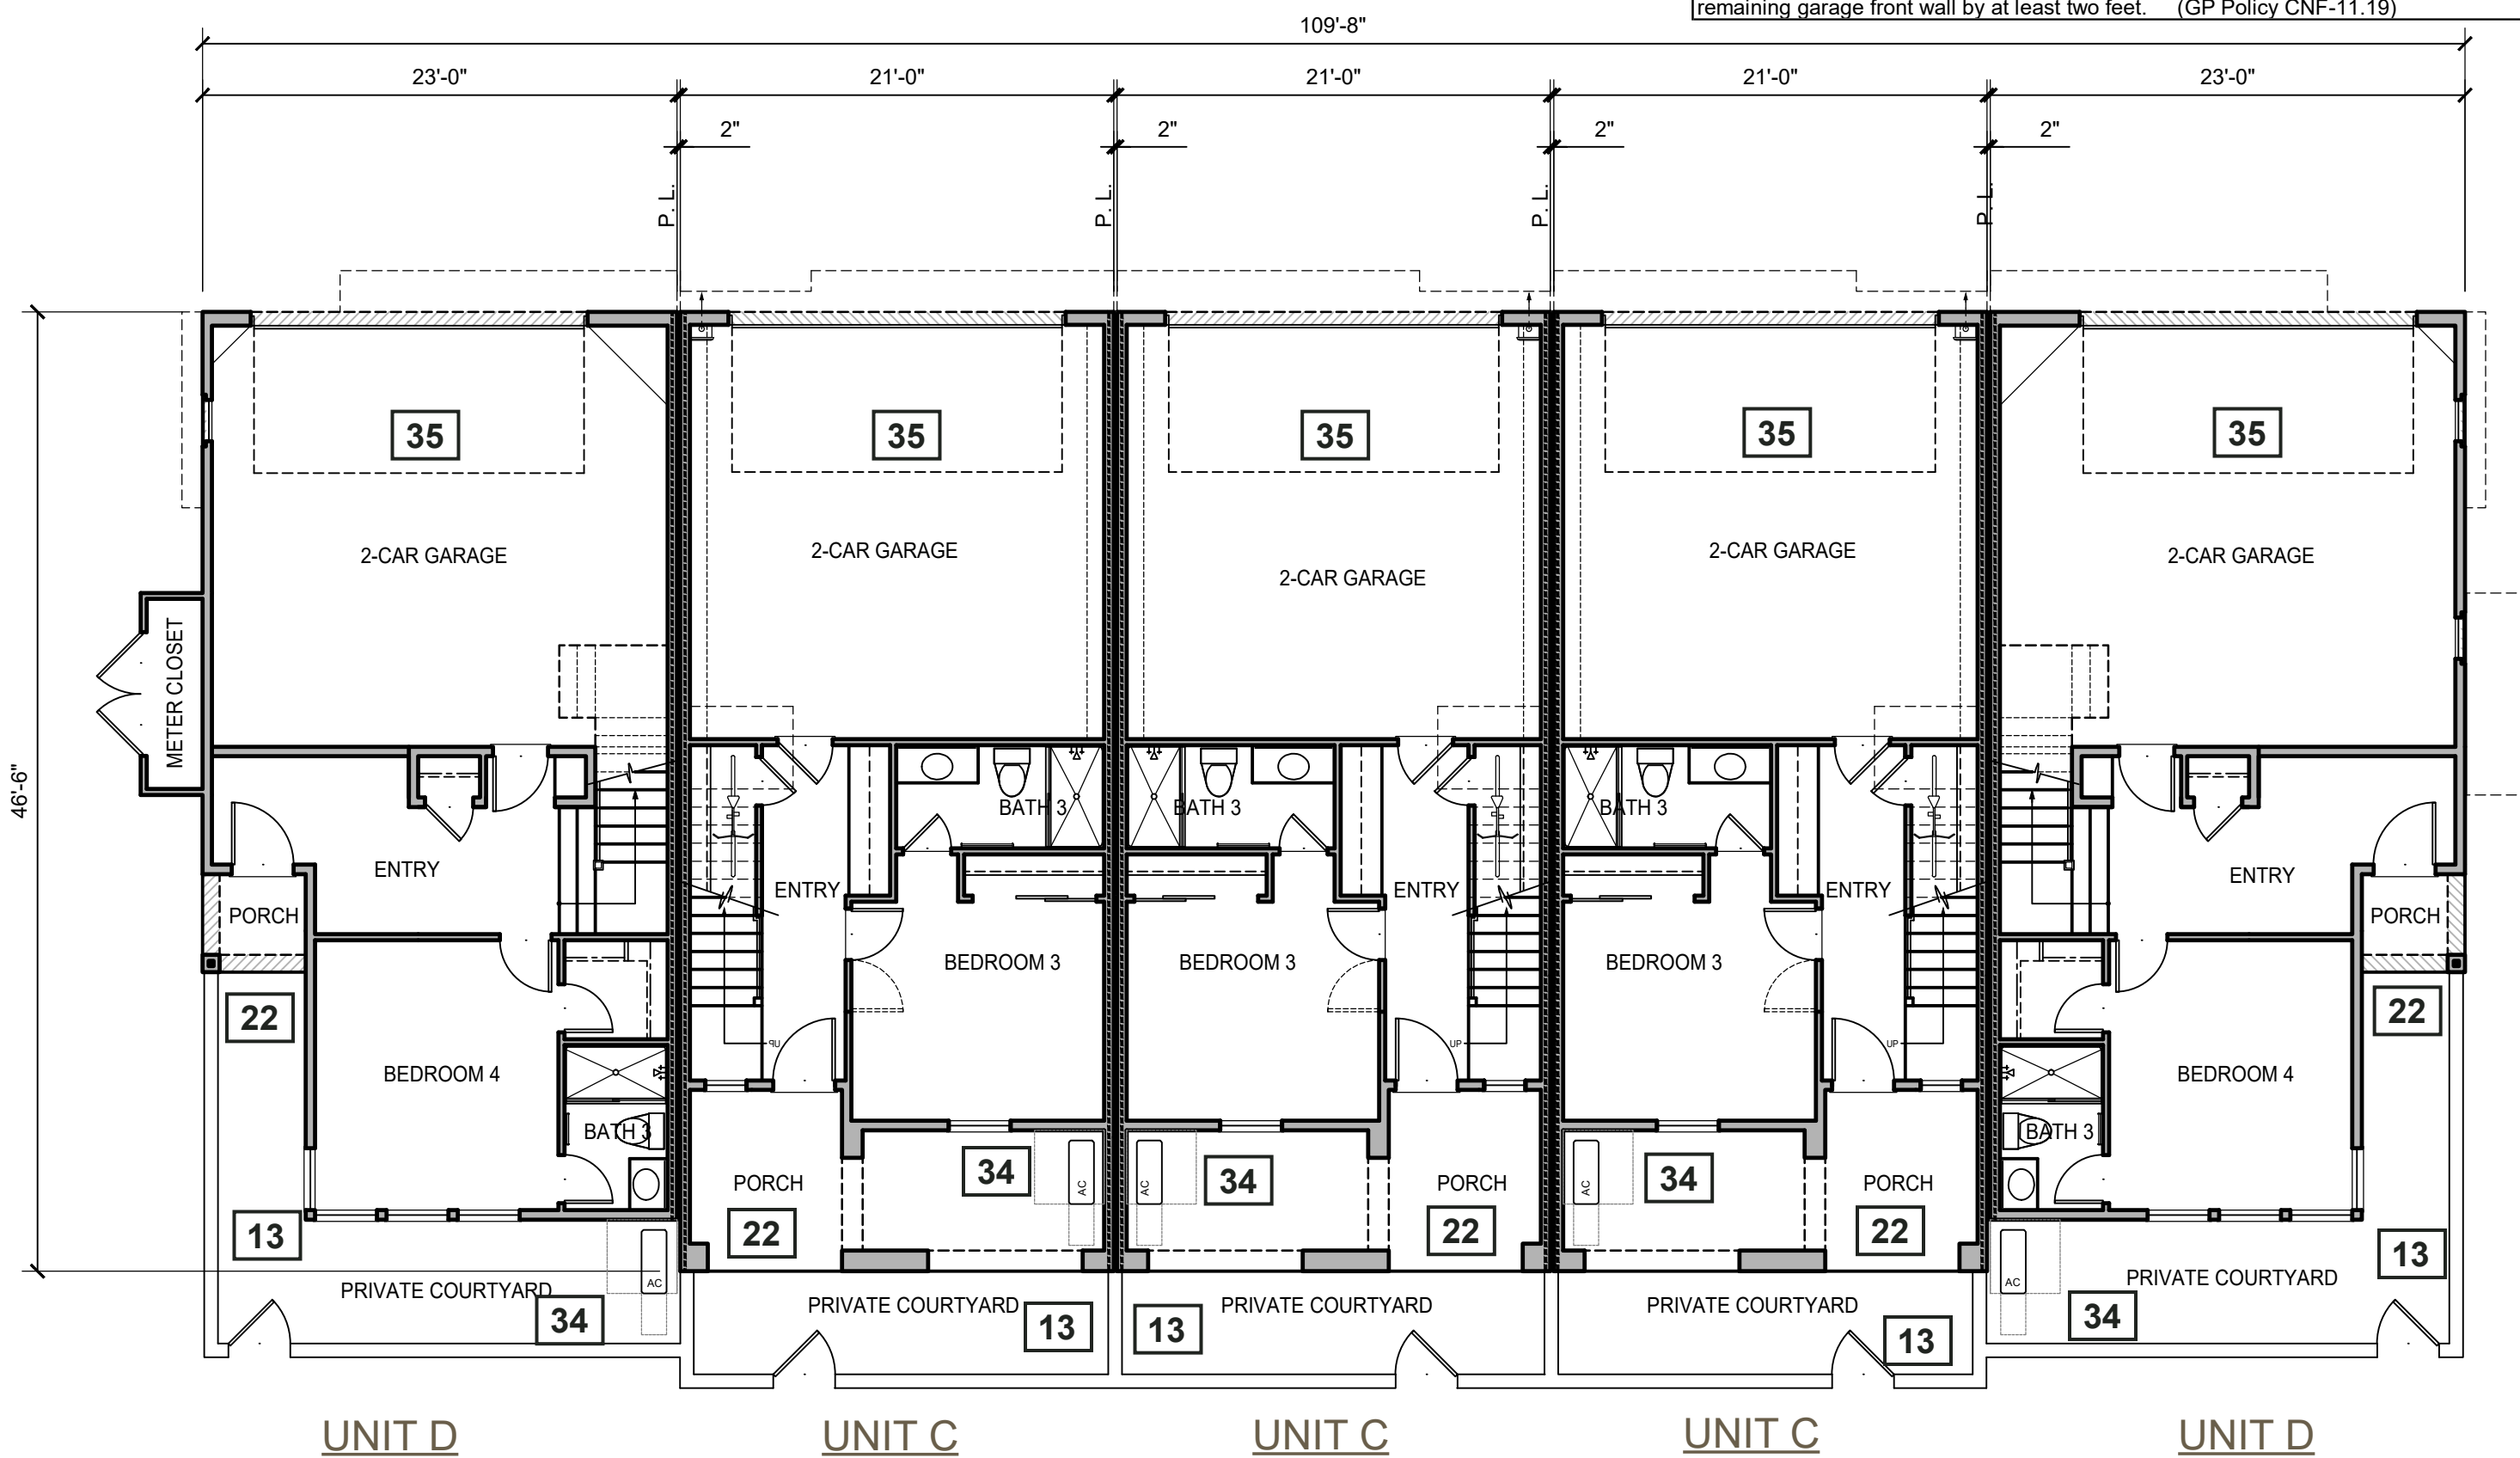 remaining garage front wall by at least two feet. (GP Policy CNF-11.19)
109'-8"
23'-0" 21'-0" 21'-0" 21'-0" 23'-0"
2" 2" 2" 2"
P. L. P. L. P. L. P. L.
G G G
35 35 35 35 35
2-CAR GARAGE 2-CAR GARAGE 2-CAR GARAGE 2-CAR GARAGE 2-CAR GARAGE
METER CLOSET
46'-6"
BATH 3 BATH 3 BATH 3
ENTRY ENTRY ENTRY ENTRY ENTRY
PORCH PORCH
BEDROOM 3 BEDROOM 3 BEDROOM 3
22 22
UP UP UP
BEDROOM 4 BEDROOM 4
BATH 3 BATH 3
34 34 34
AC AC AC
PORCH PORCH PORCH
22 22 22
13 13
AC AC
PRIVATE COURTYARD PRIVATE COURTYARD
34 34
PRIVATE COURTYARD PRIVATE COURTYARD PRIVATE COURTYARD
13 13 13
UNIT D UNIT C UNIT C UNIT C UNIT D